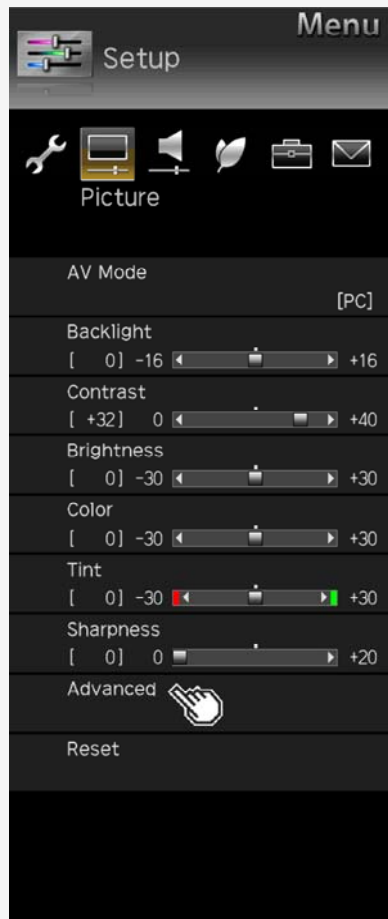 Menu
Setup
Picture
AV Mode
[PC]
Backlight
[ 0] -16 +16
Contrast
[ +32] 0 +40
Brightness
[ 0] -30 +30
Color
[ 0] -30 +30
Tint
[ 0] -30 +30
Sharpness
[ 0] 0 +20
Advanced
Reset